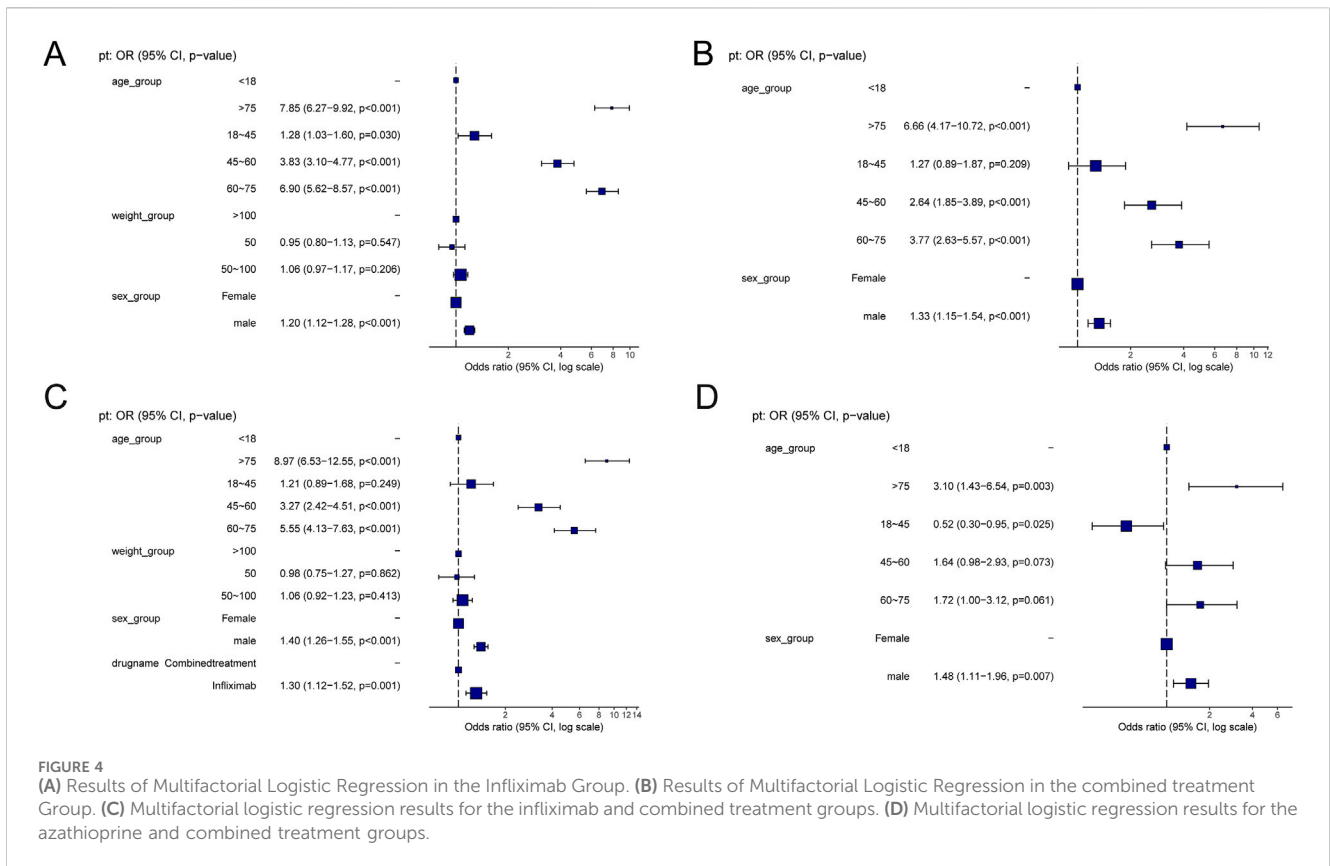 A
pt: OR (95% CI, p-value)
age_group <18 –
>75 7.85 (6.27–9.92, p<0.001)
18~45 1.28 (1.03–1.60, p=0.030)
45~60 3.83 (3.10–4.77, p<0.001)
60~75 6.90 (5.62–8.57, p<0.001)
weight_group >100 –
50 0.95 (0.80–1.13, p=0.547)
50~100 1.06 (0.97–1.17, p=0.206)
sex_group Female –
male 1.20 (1.12–1.28, p<0.001)
2 4 6 8 10
Odds ratio (95% CI, log scale)
B
pt: OR (95% CI, p-value)
age_group <18 –
>75 6.66 (4.17–10.72, p<0.001)
18~45 1.27 (0.89–1.87, p=0.209)
45~60 2.64 (1.85–3.89, p<0.001)
60~75 3.77 (2.63–5.57, p<0.001)
sex_group Female –
male 1.33 (1.15–1.54, p<0.001)
2 4 6 8 10 12
Odds ratio (95% CI, log scale)
C
pt: OR (95% CI, p-value)
age_group <18 –
>75 8.97 (6.53–12.55, p<0.001)
18~45 1.21 (0.89–1.68, p=0.249)
45~60 3.27 (2.42–4.51, p<0.001)
60~75 5.55 (4.13–7.63, p<0.001)
weight_group >100 –
50 0.98 (0.75–1.27, p=0.862)
50~100 1.06 (0.92–1.23, p=0.413)
sex_group Female –
male 1.40 (1.26–1.55, p<0.001)
drugname Combinedtreatment –
Infliximab 1.30 (1.12–1.52, p=0.001)
2 4 6 8 10 12 14
Odds ratio (95% CI, log scale)
D
pt: OR (95% CI, p-value)
age_group <18 –
>75 3.10 (1.43–6.54, p=0.003)
18~45 0.52 (0.30–0.95, p=0.025)
45~60 1.64 (0.98–2.93, p=0.073)
60~75 1.72 (1.00–3.12, p=0.061)
sex_group Female –
male 1.48 (1.11–1.96, p=0.007)
2 4 6
Odds ratio (95% CI, log scale)
FIGURE 4
(A) Results of Multifactorial Logistic Regression in the Infliximab Group. (B) Results of Multifactorial Logistic Regression in the combined treatment
Group. (C) Multifactorial logistic regression results for the infliximab and combined treatment groups. (D) Multifactorial logistic regression results for the
azathioprine and combined treatment groups.